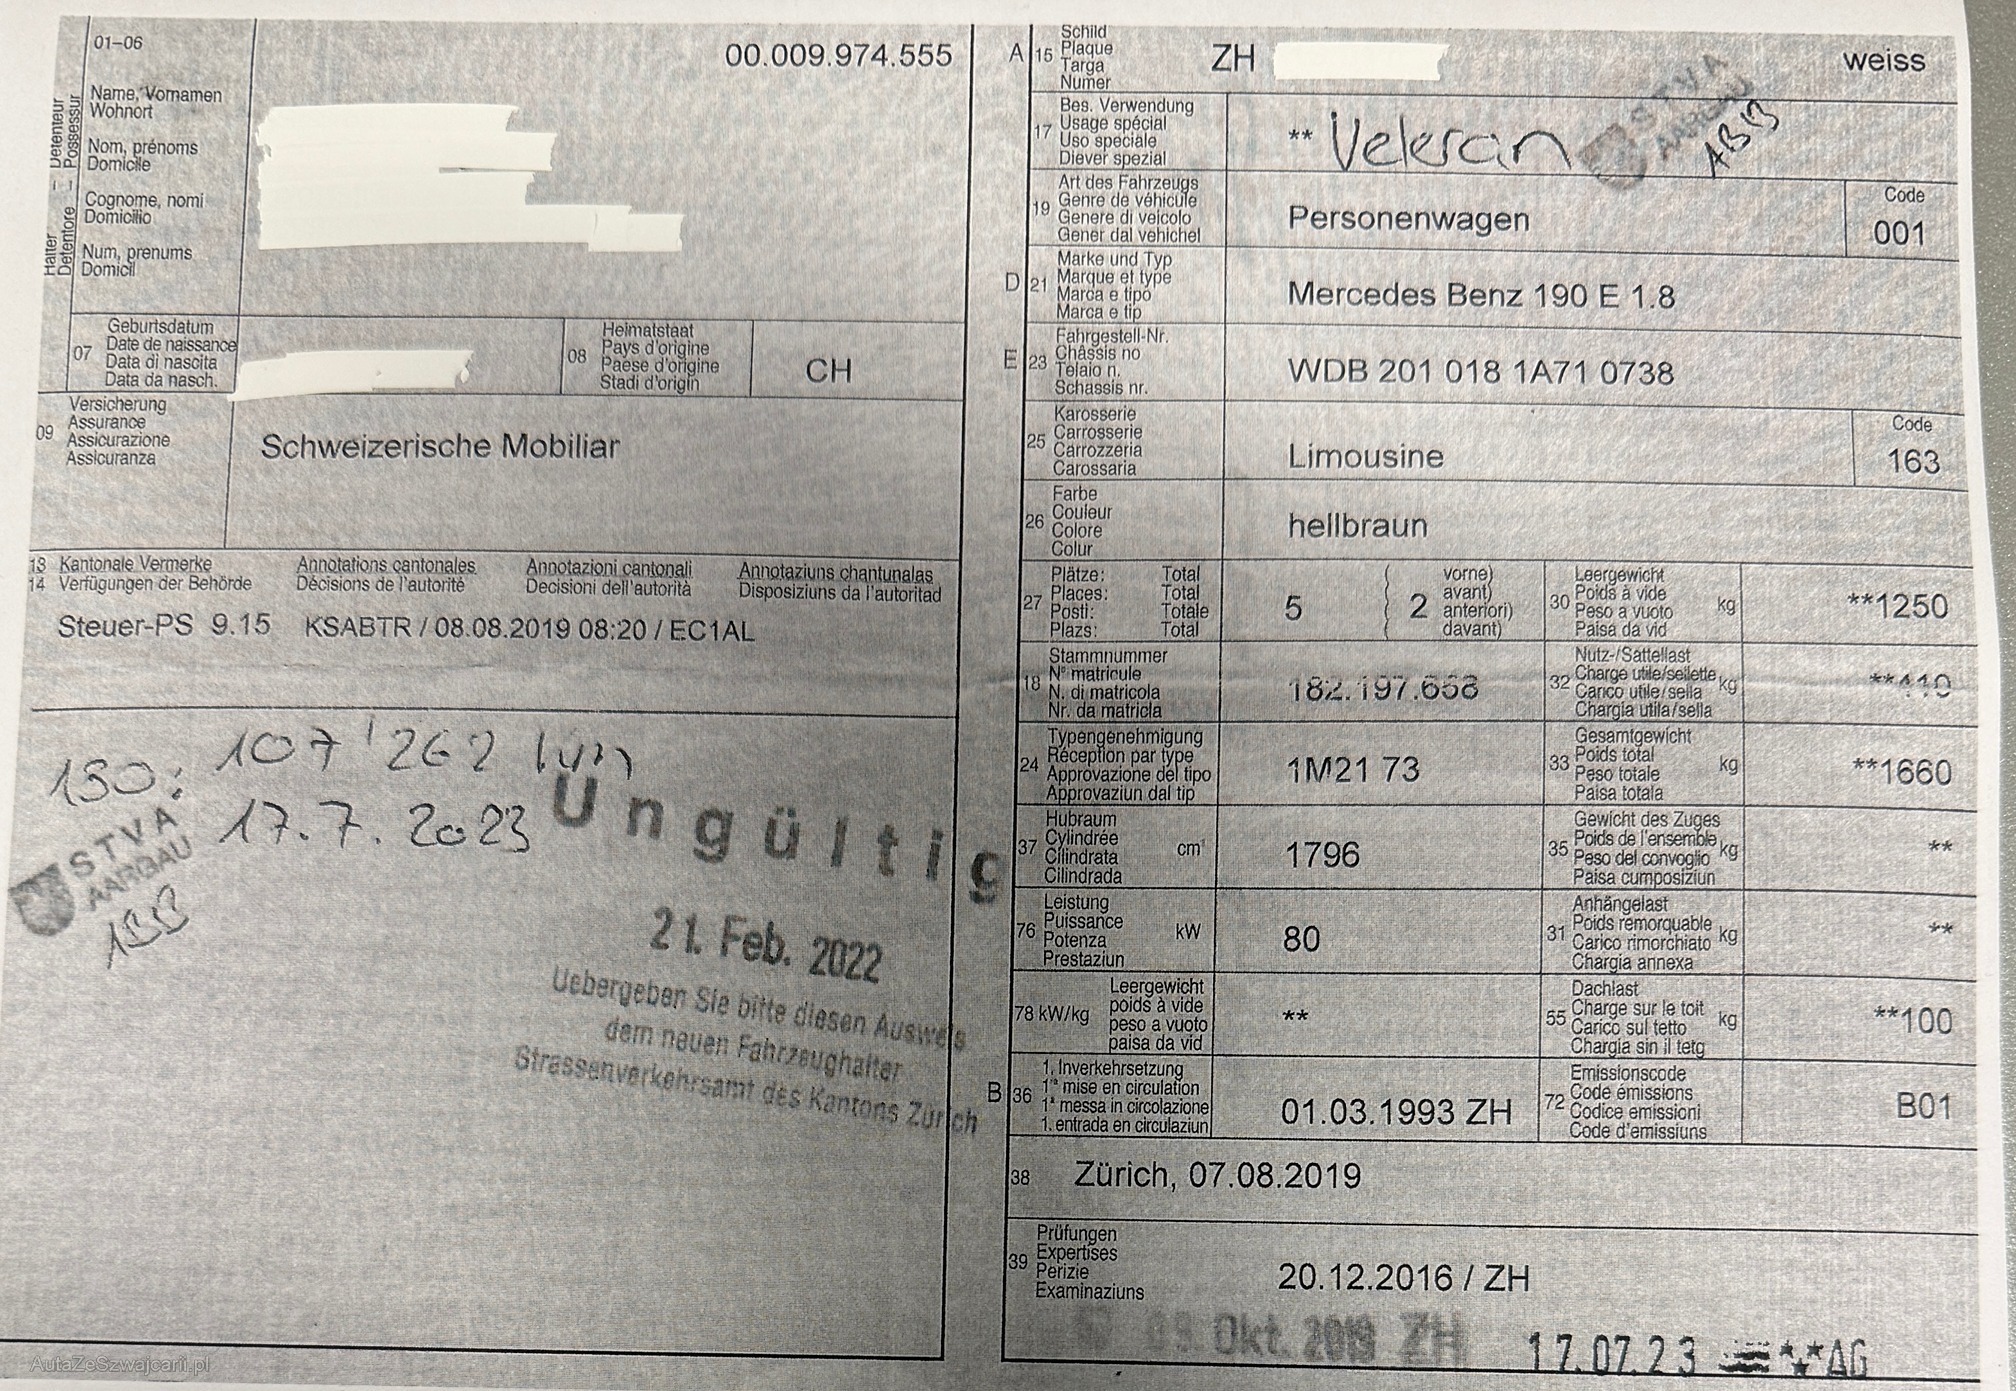 01–06
00.009.974.555
Halter – Détenteur
Detentore – Possessur
Name, Vornamen
Wohnort
Nom, prénoms
Domicile
Cognome, nomi
Domicilio
Num, prenums
Domicil
07
Geburtsdatum
Date de naissance
Data di nascita
Data da nasch.
08
Heimatstaat
Pays d'origine
Paese d'origine
Stadi d'origin
CH
09
Versicherung
Assurance
Assicurazione
Assicuranza
Schweizerische Mobiliar
13 Kantonale Vermerke Annotations cantonales Annotazioni cantonali Annotaziuns chantunalas
14 Verfügungen der Behörde Décisions de l'autorité Decisioni dell'autorità Disposiziuns da l'autoritad
Steuer-PS 9.15 KSABTR / 08.08.2019 08:20 / EC1AL
107'262 km
17.7.2023
STVA
AARGAU
Ungültig
21. Feb. 2022
Uebergeben Sie bitte diesen Ausweis
dem neuen Fahrzeughalter
Strassenverkehrsamt des Kantons Zürich
A 15
Schild
Plaque
Targa
Numer
ZH weiss
17
Bes. Verwendung
Usage spécial
Uso speciale
Diever spezial
** Veteran
STVA
AARGAU
19
Art des Fahrzeugs
Genre de véhicule
Genere di veicolo
Gener dal vehichel
Personenwagen
Code
001
D 21
Marke und Typ
Marque et type
Marca e tipo
Marca e tip
Mercedes Benz 190 E 1.8
E 23
Fahrgestell-Nr.
Châssis no
Telaio n.
Schassis nr.
WDB 201 018 1A71 0738
25
Karosserie
Carrosserie
Carrozzeria
Carossaria
Limousine
Code
163
26
Farbe
Couleur
Colore
Colur
hellbraun
27
Plätze: Total
Places: Total
Posti: Totale
Plazs: Total
5
2
vorne)
avant)
anteriori)
davant)
30
Leergewicht
Poids à vide
Peso a vuoto
Paisa da vid
kg
**1250
18
Stammnummer
N° matricule
N. di matricola
Nr. da matricla
182.197.658
32
Nutz-/Sattellast
Charge utile/sellette
Carico utile/sella
Chargia utila/sella
kg
**410
24
Typengenehmigung
Réception par type
Approvazione del tipo
Approvaziun dal tip
1M21 73
33
Gesamtgewicht
Poids total
Peso totale
Paisa totala
kg
**1660
37
Hubraum
Cylindrée
Cilindrata
Cilindrada
cm³
1796
35
Gewicht des Zuges
Poids de l'ensemble
Peso del convoglio
Paisa cumposiziun
kg
**
76
Leistung
Puissance
Potenza
Prestaziun
kW
80
31
Anhängelast
Poids remorquable
Carico rimorchiato
Chargia annexa
kg
**
78 kW/kg
Leergewicht
poids à vide
peso a vuoto
paisa da vid
**
55
Dachlast
Charge sur le toit
Carico sul tetto
Chargia sin il tetg
kg
**100
B 36
1. Inverkehrsetzung
1re mise en circulation
1a messa in circolazione
1. entrada en circulaziun
01.03.1993 ZH
72
Emissionscode
Code émissions
Codice emissioni
Code d'emissiuns
B01
38
Zürich, 07.08.2019
39
Prüfungen
Expertises
Perizie
Examinaziuns
20.12.2016 / ZH
Okt. 2019 ZH
17.07.23 AG
AutaZeSzwajcarii.pl